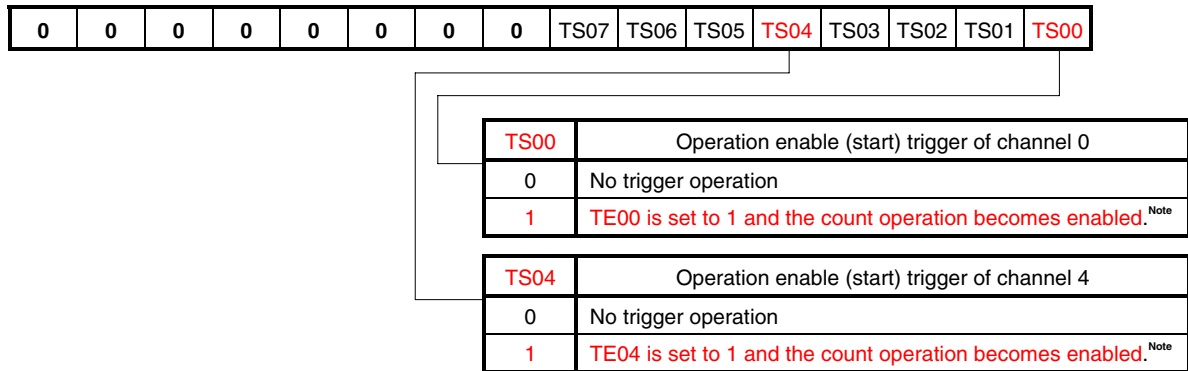 0 0 0 0 0 0 0 0 TS07 TS06 TS05 TS04 TS03 TS02 TS01 TS00
TS00 Operation enable (start) trigger of channel 0
0 No trigger operation
1 TE00 is set to 1 and the count operation becomes enabled.Note
TS04 Operation enable (start) trigger of channel 4
0 No trigger operation
1 TE04 is set to 1 and the count operation becomes enabled.Note